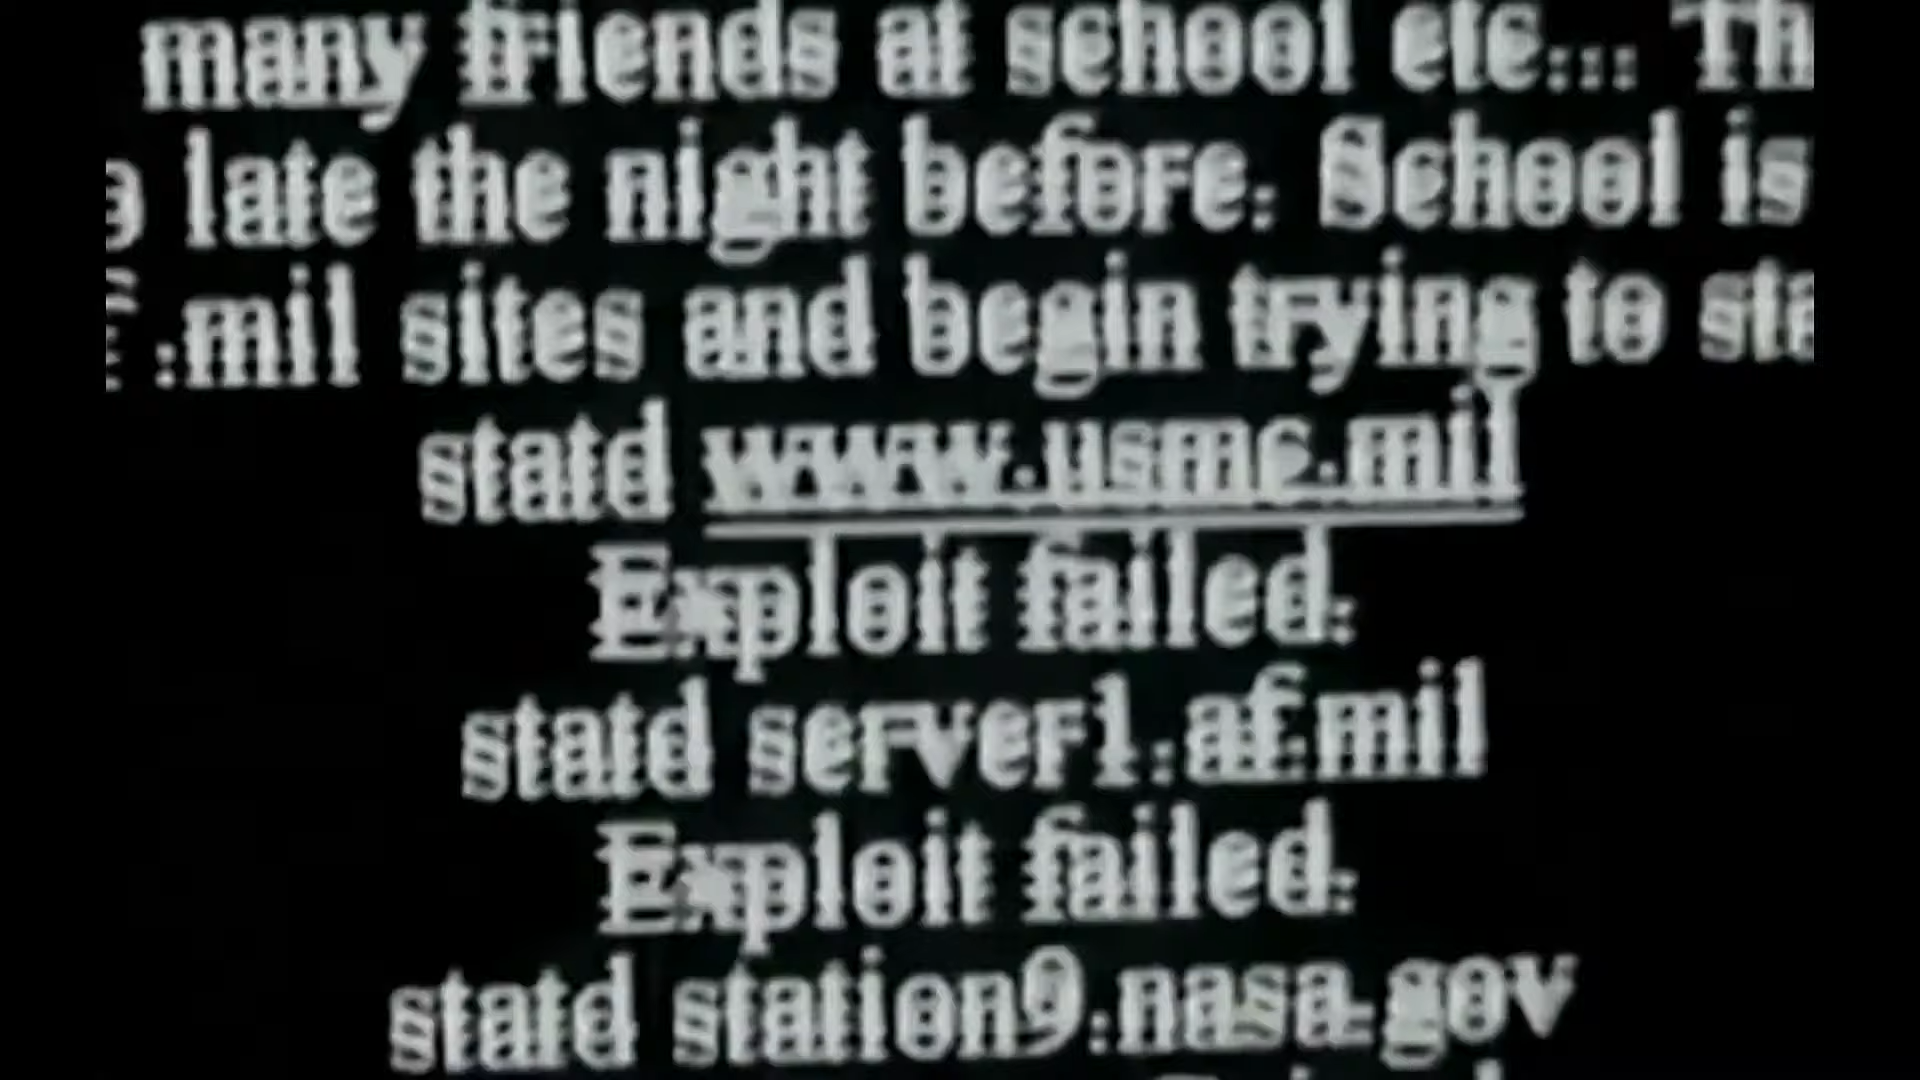 many friends at school etc... Th
late the night before. School is
.mil sites and begin trying to sta
statd www.usmc.mil
Exploit failed.
statd server1.af.mil
Exploit failed.
statd station9.nasa.gov